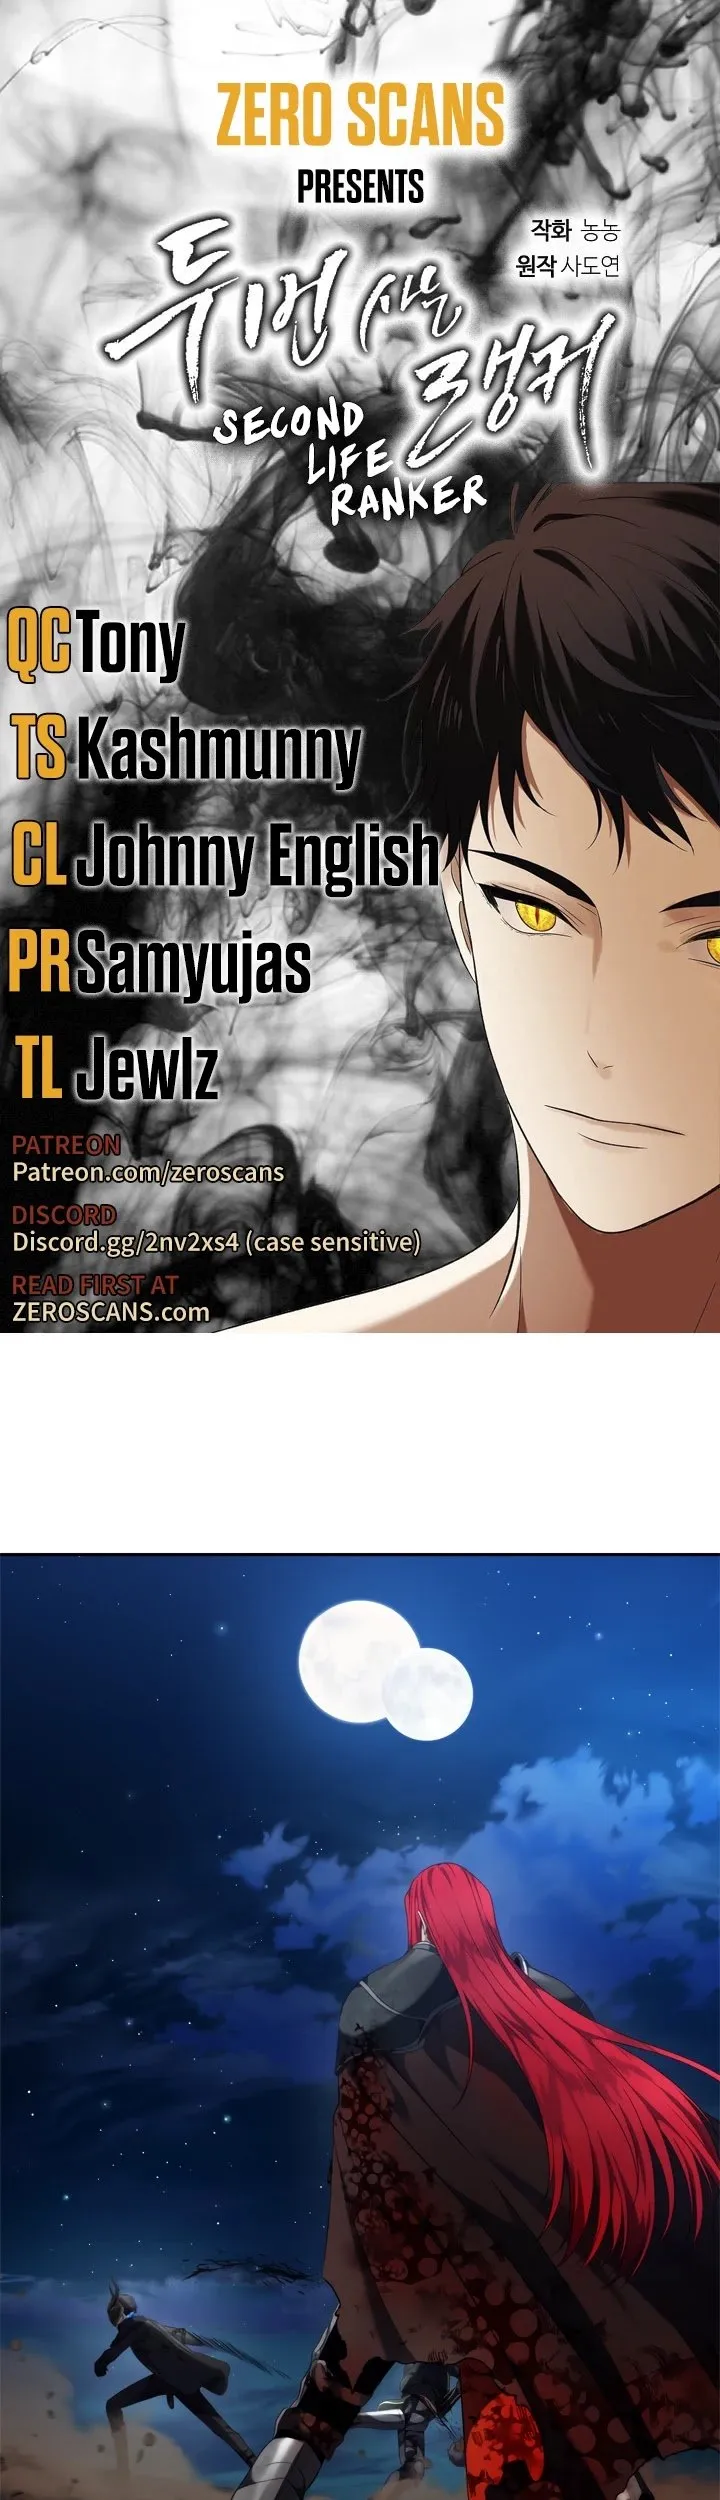 ZERO SCANS
PRESENTS
작화 농농
원작 사도연
두 번 사는
랭커
SECOND
LIFE
RANKER
QC Tony
TS Kashmunny
CL Johnny English
PR Samyujas
TL Jewlz
PATREON
Patreon.com/zeroscans
DISCORD
Discord.gg/2nv2xs4 (case sensitive)
READ FIRST AT
ZEROSCANS.com